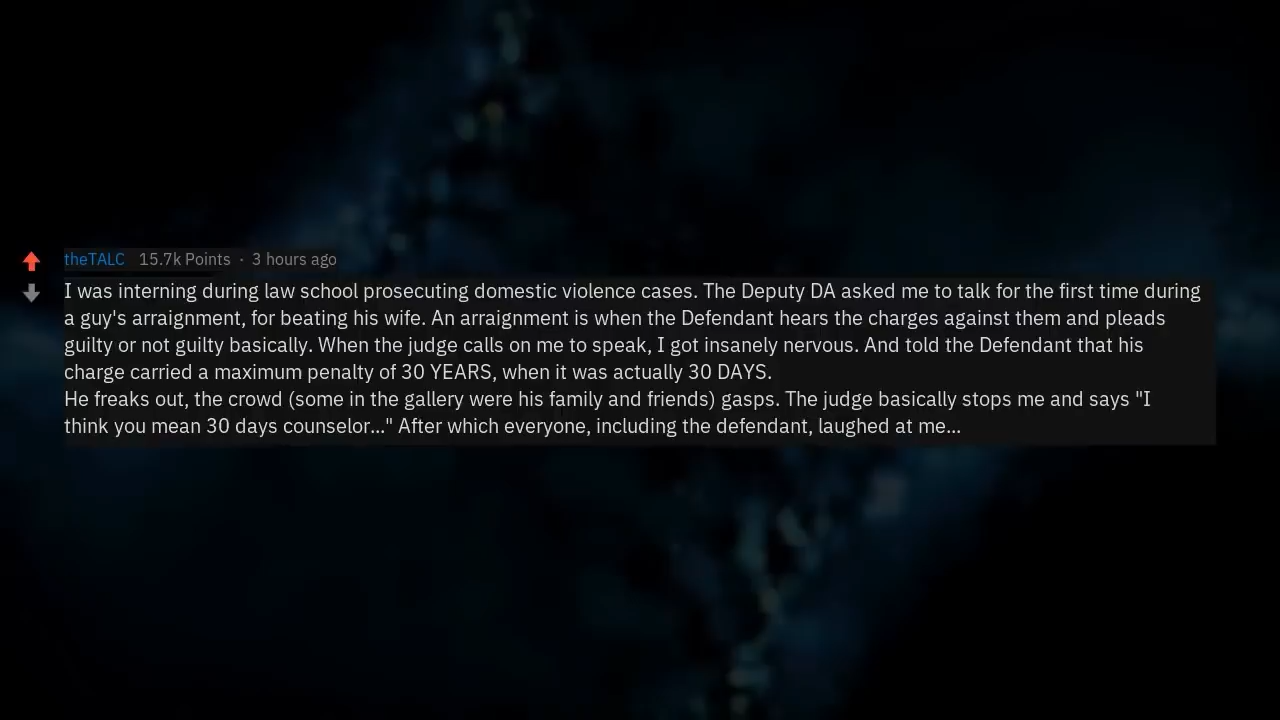 theTALC 15.7k Points · 3 hours ago
I was interning during law school prosecuting domestic violence cases. The Deputy DA asked me to talk for the first time during
a guy's arraignment, for beating his wife. An arraignment is when the Defendant hears the charges against them and pleads
guilty or not guilty basically. When the judge calls on me to speak, I got insanely nervous. And told the Defendant that his
charge carried a maximum penalty of 30 YEARS, when it was actually 30 DAYS.
He freaks out, the crowd (some in the gallery were his family and friends) gasps. The judge basically stops me and says "I
think you mean 30 days counselor..." After which everyone, including the defendant, laughed at me...